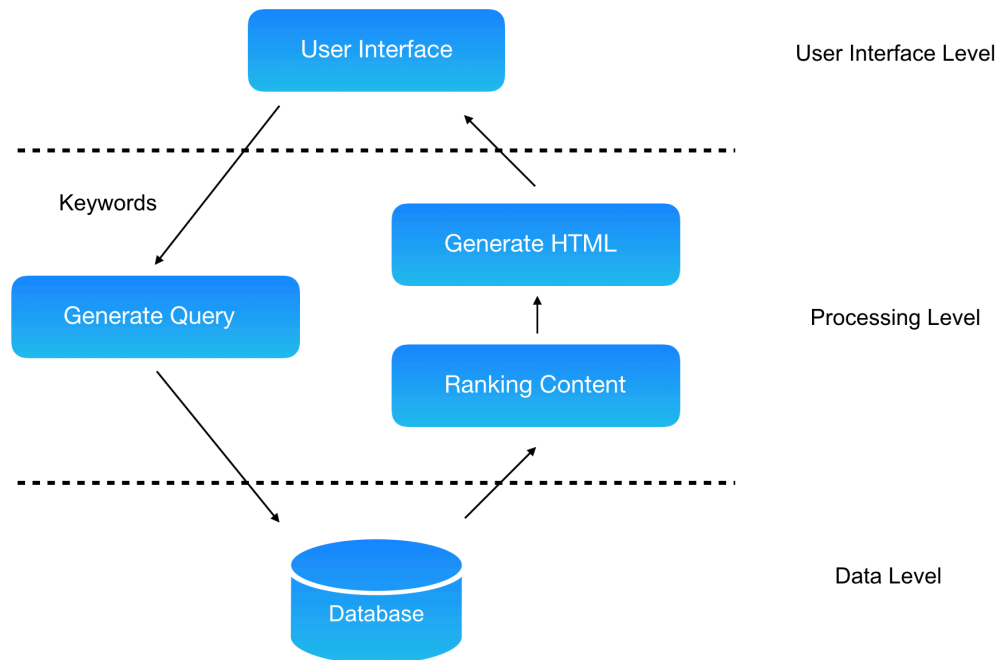 User Interface
User Interface Level
Keywords
Generate HTML
Generate Query
Processing Level
Ranking Content
Data Level
Database